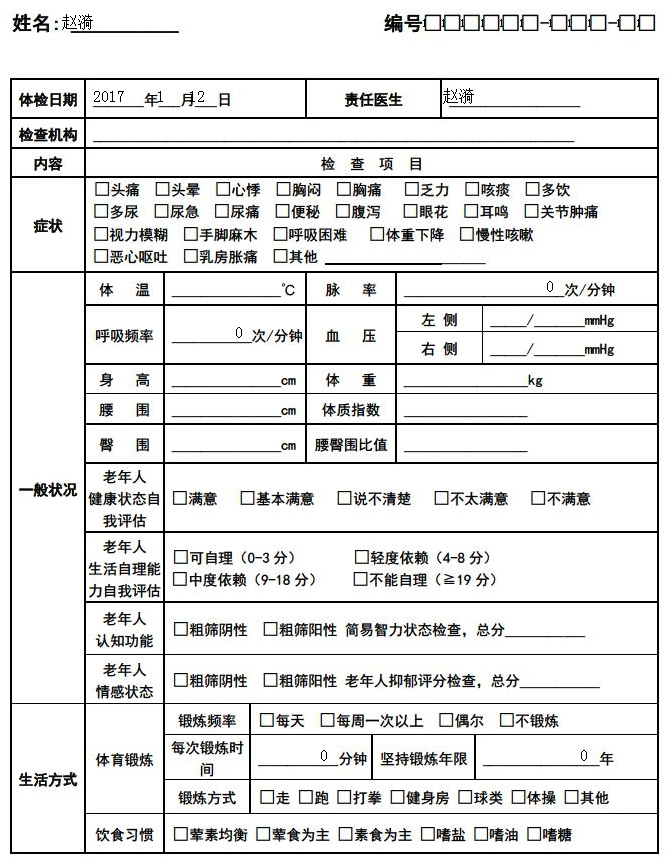 姓名: 赵漪 编号□□□□□□-□□□-□□
体检日期 2017 年 1 月 12 日 责任医生 赵漪
检查机构
内容 检 查 项 目
症状
□头痛 □头晕 □心悸 □胸闷 □胸痛 □乏力 □咳痰 □多饮
□多尿 □尿急 □尿痛 □便秘 □腹泻 □眼花 □耳鸣 □关节肿痛
□视力模糊 □手脚麻木 □呼吸困难 □体重下降 □慢性咳嗽
□恶心呕吐 □乳房胀痛 □其他
一般状况
体 温 ℃ 脉 率 0 次/分钟
呼吸频率 0 次/分钟 血 压
左 侧 / mmHg
右 侧 / mmHg
身 高 cm 体 重 kg
腰 围 cm 体质指数
臀 围 cm 腰臀围比值
老年人
健康状态自
我评估
□满意 □基本满意 □说不清楚 □不太满意 □不满意
老年人
生活自理能
力自我评估
□可自理（0-3 分） □轻度依赖（4-8 分）
□中度依赖（9-18 分） □不能自理（≧19 分）
老年人
认知功能
□粗筛阴性 □粗筛阳性 简易智力状态检查，总分
老年人
情感状态
□粗筛阴性 □粗筛阳性 老年人抑郁评分检查，总分
生活方式
体育锻炼
锻炼频率 □每天 □每周一次以上 □偶尔 □不锻炼
每次锻炼时
间
0 分钟 坚持锻炼年限 0 年
锻炼方式 □走 □跑 □打拳 □健身房 □球类 □体操 □其他
饮食习惯 □荤素均衡 □荤食为主 □素食为主 □嗜盐 □嗜油 □嗜糖